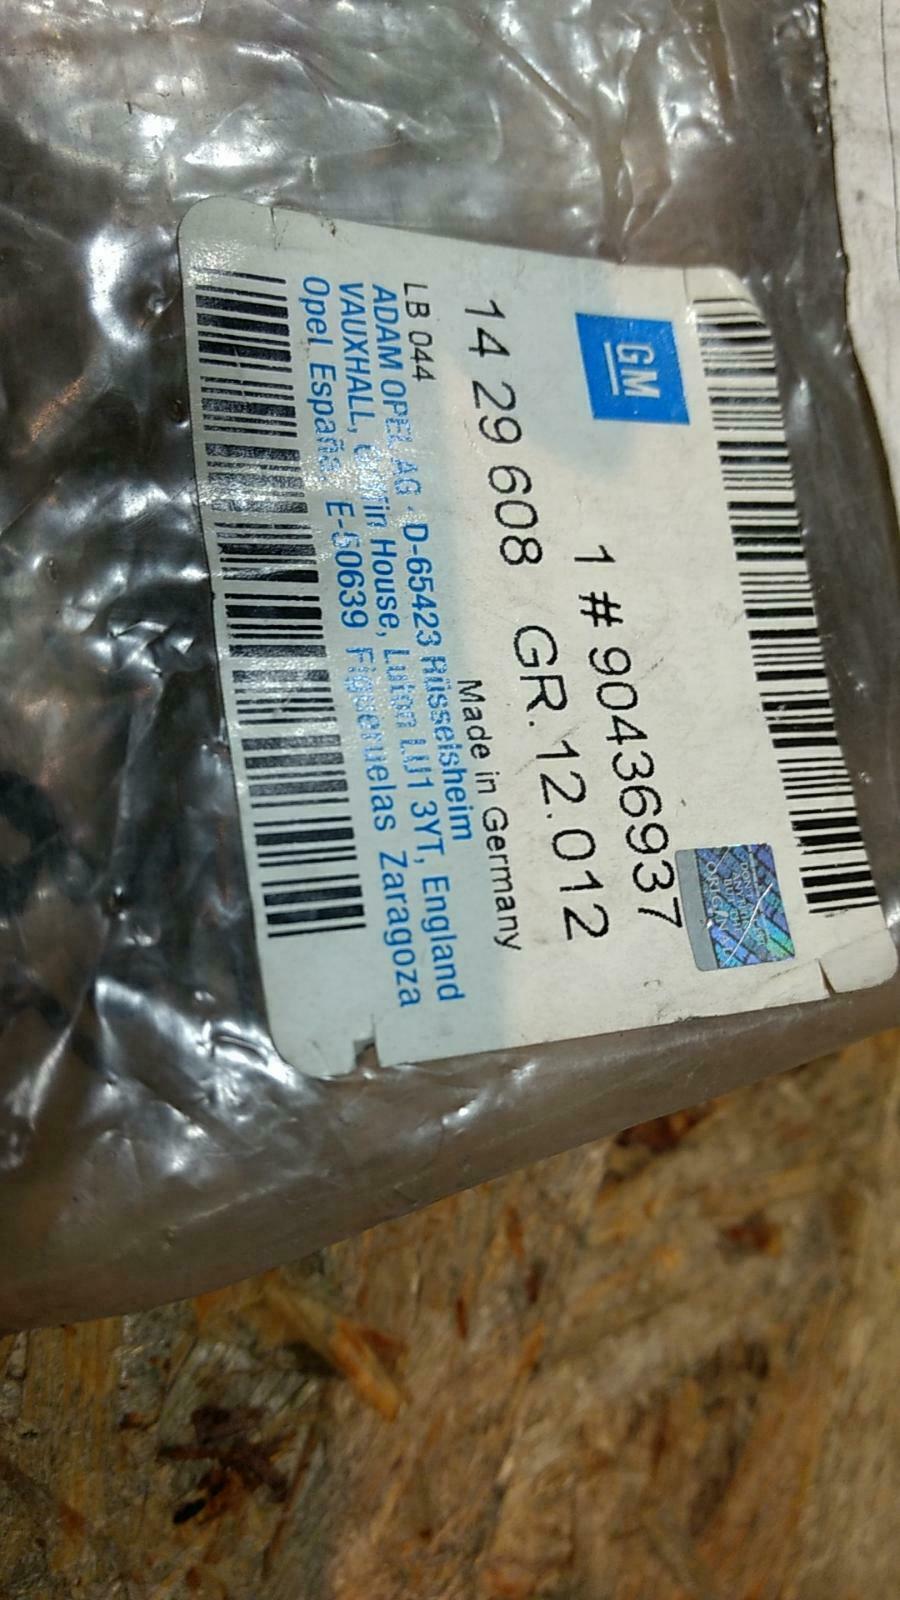 GM
1 # 90436937
14 29 608 GR. 12.012
Made in Germany
LB 044
ADAM OPEL AG - D-65423 Rüsselsheim
VAUXHALL, Griffin House, Luton LU1 3YT, England
Opel España, E-50639 Figueruelas Zaragoza
ORIGIN